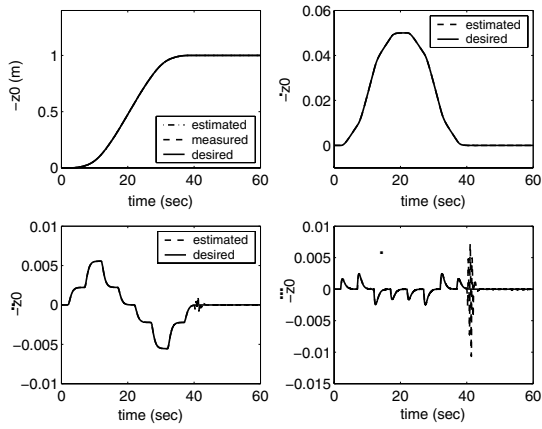 −z0 (m)
1
0.5
0
0 20 40 60
time (sec)
estimated
measured
desired
−ż0
0.06
0.04
0.02
0
0 20 40 60
time (sec)
estimated
desired
−z̈0
0.01
0.005
0
−0.005
−0.01
0 20 40 60
time (sec)
estimated
desired
−z⃛0
0.01
0.005
0
−0.005
−0.01
−0.015
0 20 40 60
time (sec)